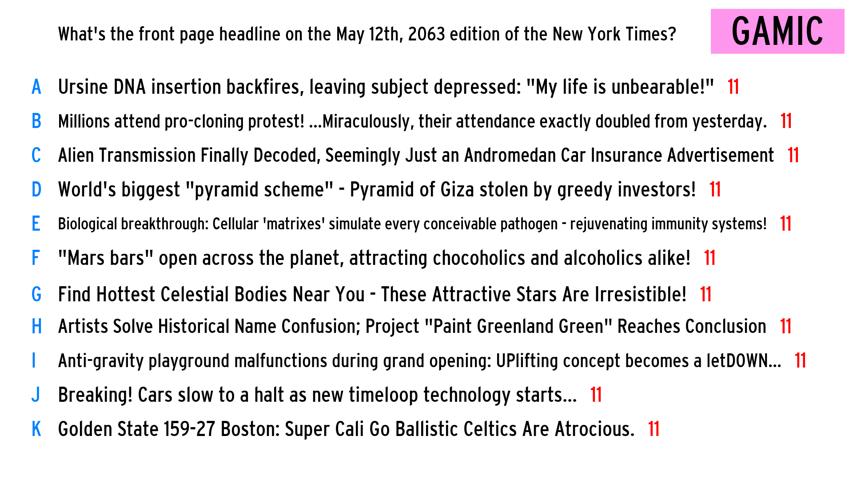 What's the front page headline on the May 12th, 2063 edition of the New York Times?
GAMIC
A Ursine DNA insertion backfires, leaving subject depressed: "My life is unbearable!" 11
B Millions attend pro-cloning protest! ...Miraculously, their attendance exactly doubled from yesterday. 11
C Alien Transmission Finally Decoded, Seemingly Just an Andromedan Car Insurance Advertisement 11
D World's biggest "pyramid scheme" - Pyramid of Giza stolen by greedy investors! 11
E Biological breakthrough: Cellular 'matrixes' simulate every conceivable pathogen - rejuvenating immunity systems! 11
F "Mars bars" open across the planet, attracting chocoholics and alcoholics alike! 11
G Find Hottest Celestial Bodies Near You - These Attractive Stars Are Irresistible! 11
H Artists Solve Historical Name Confusion; Project "Paint Greenland Green" Reaches Conclusion 11
I Anti-gravity playground malfunctions during grand opening: UPlifting concept becomes a letDOWN... 11
J Breaking! Cars slow to a halt as new timeloop technology starts... 11
K Golden State 159-27 Boston: Super Cali Go Ballistic Celtics Are Atrocious. 11